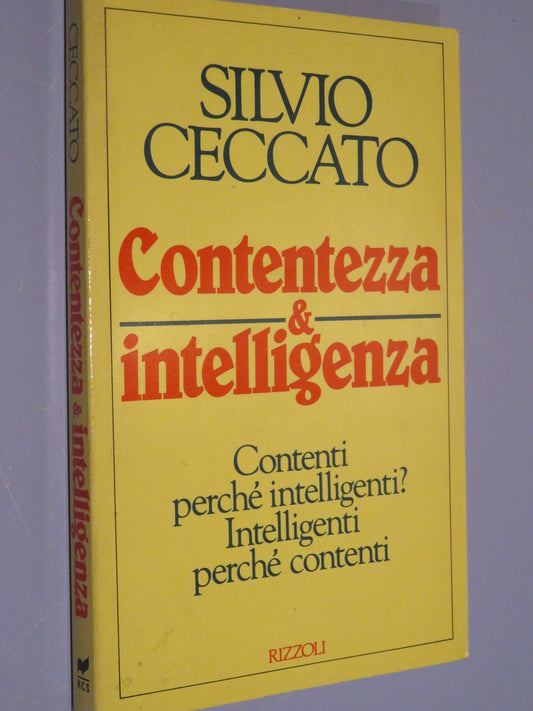 SILVIO
CECCATO
Contentezza
&
intelligenza
Contenti
perché intelligenti?
Intelligenti
perché contenti
RIZZOLI
CECCATO
Contentezza & intelligenza
RCS